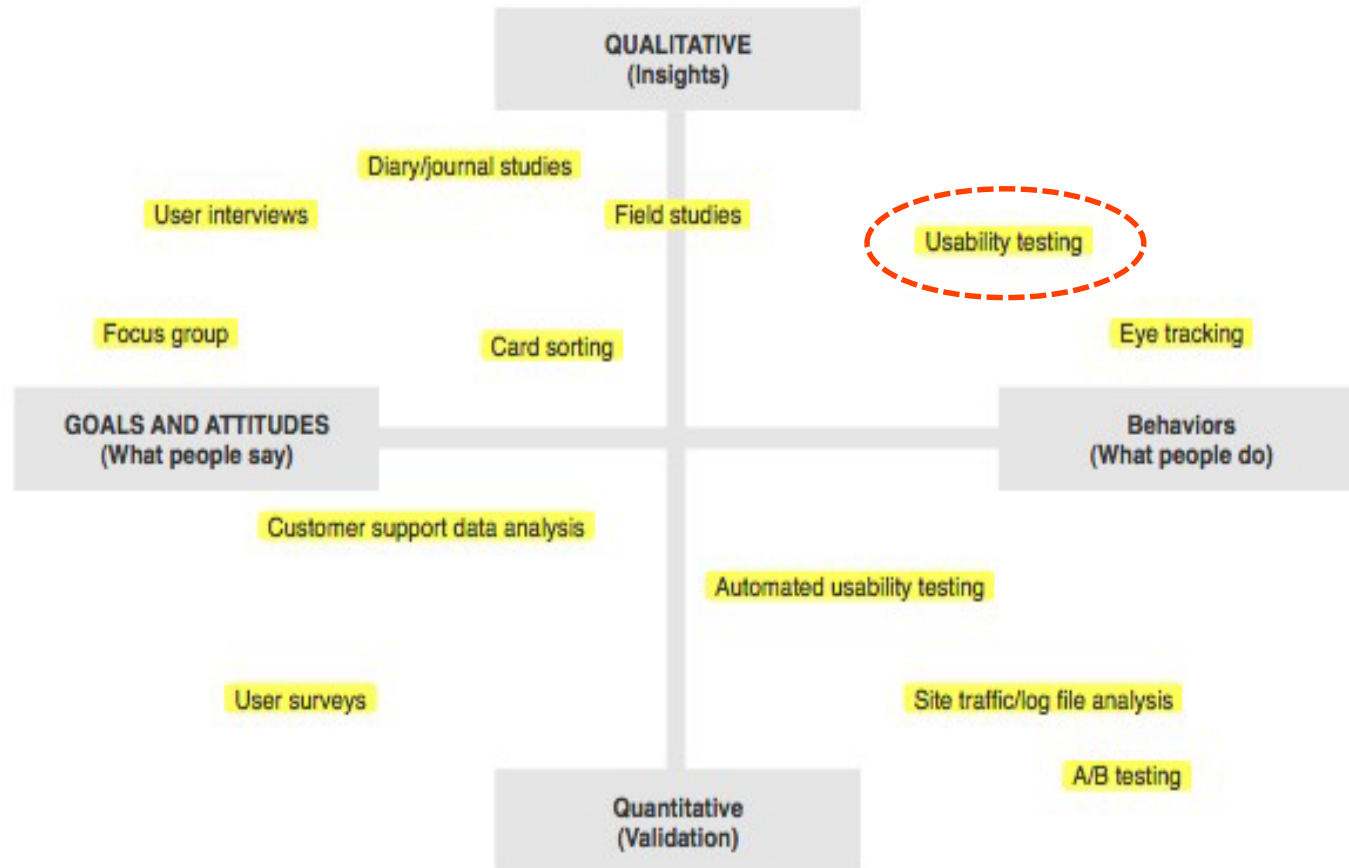 QUALITATIVE
(Insights)
Diary/journal studies
User interviews
Field studies
Usability testing
Focus group
Card sorting
Eye tracking
GOALS AND ATTITUDES
(What people say)
Behaviors
(What people do)
Customer support data analysis
Automated usability testing
User surveys
Site traffic/log file analysis
A/B testing
Quantitative
(Validation)